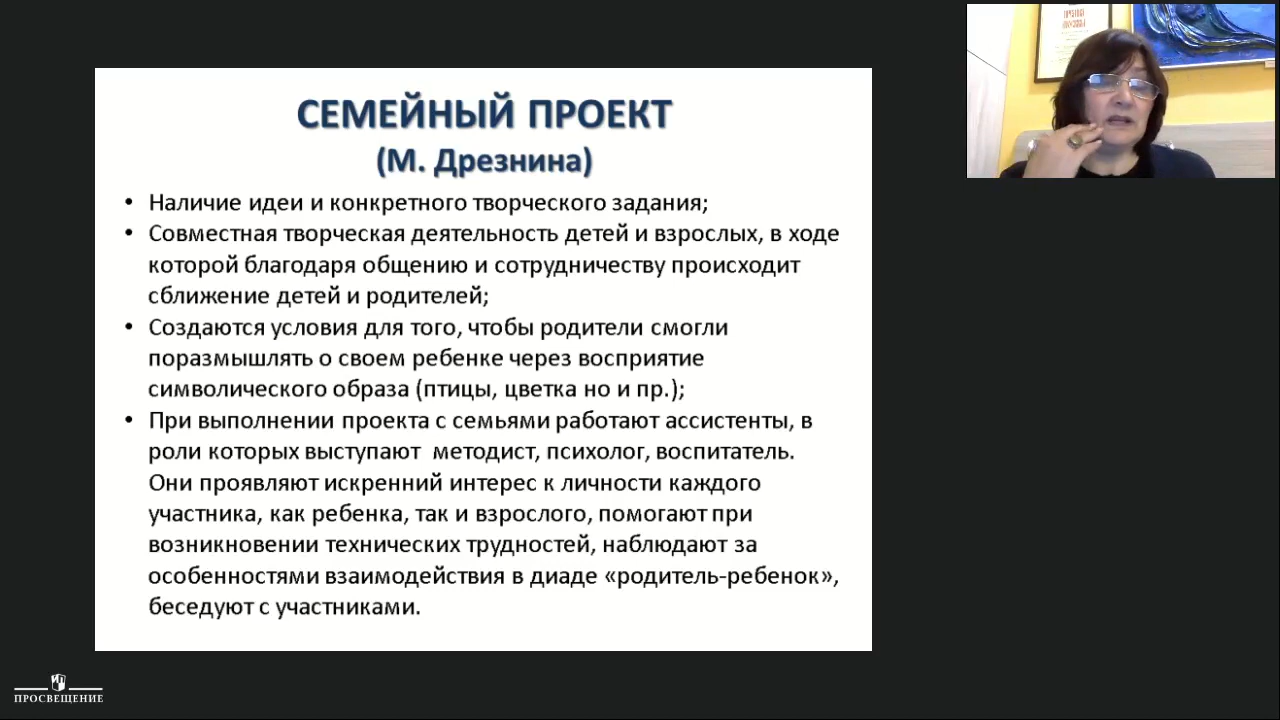 СЕМЕЙНЫЙ ПРОЕКТ
(М. Дрезнина)
• Наличие идеи и конкретного творческого задания;
• Совместная творческая деятельность детей и взрослых, в ходе
которой благодаря общению и сотрудничеству происходит
сближение детей и родителей;
• Создаются условия для того, чтобы родители смогли
поразмышлять о своем ребенке через восприятие
символического образа (птицы, цветка но и пр.);
• При выполнении проекта с семьями работают ассистенты, в
роли которых выступают методист, психолог, воспитатель.
Они проявляют искренний интерес к личности каждого
участника, как ребенка, так и взрослого, помогают при
возникновении технических трудностей, наблюдают за
особенностями взаимодействия в диаде «родитель-ребенок»,
беседуют с участниками.
ПРОСВЕЩЕНИЕ